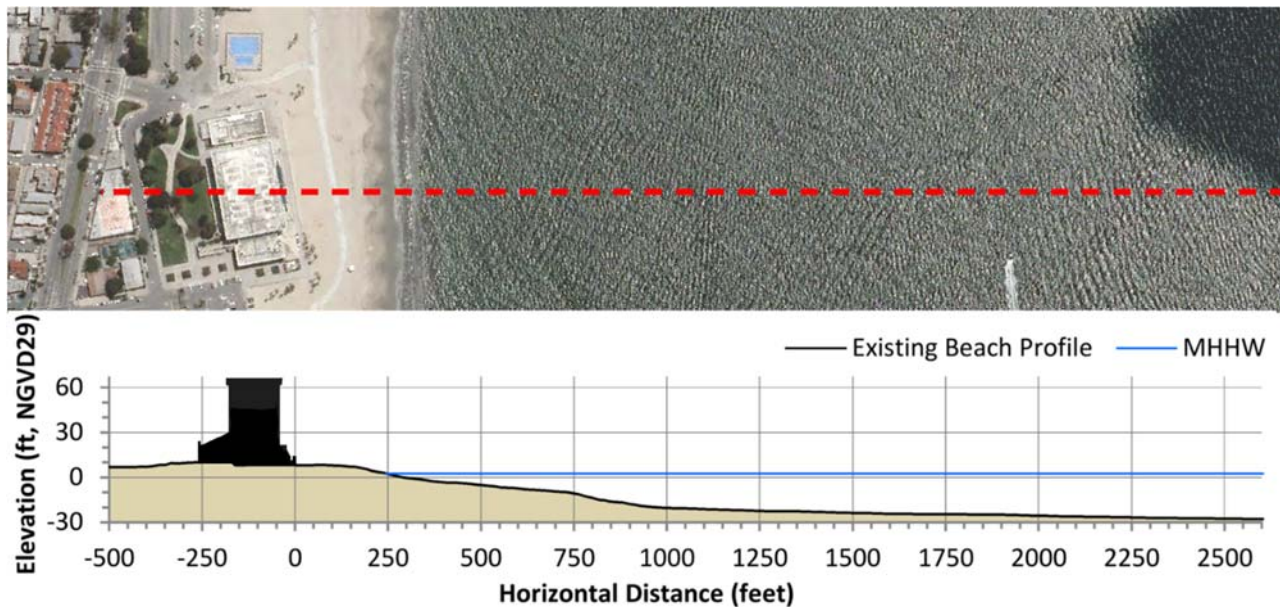 Existing Beach Profile MHHW
Elevation (ft, NGVD29)
60
30
0
-30
-500 -250 0 250 500 750 1000 1250 1500 1750 2000 2250 2500
Horizontal Distance (feet)